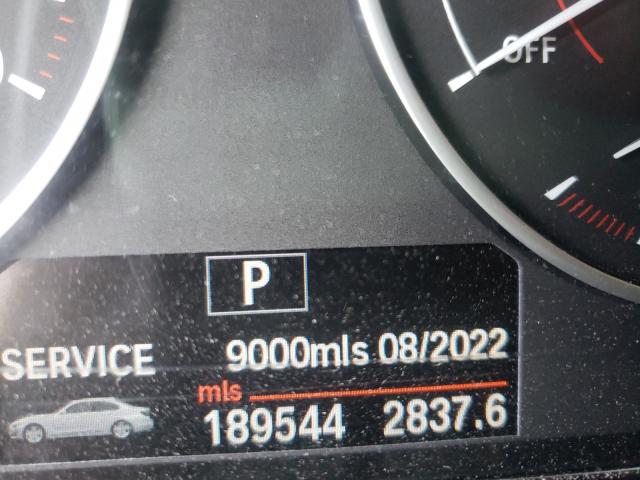 OFF
P
SERVICE 9000mls 08/2022
mls
189544 2837.6